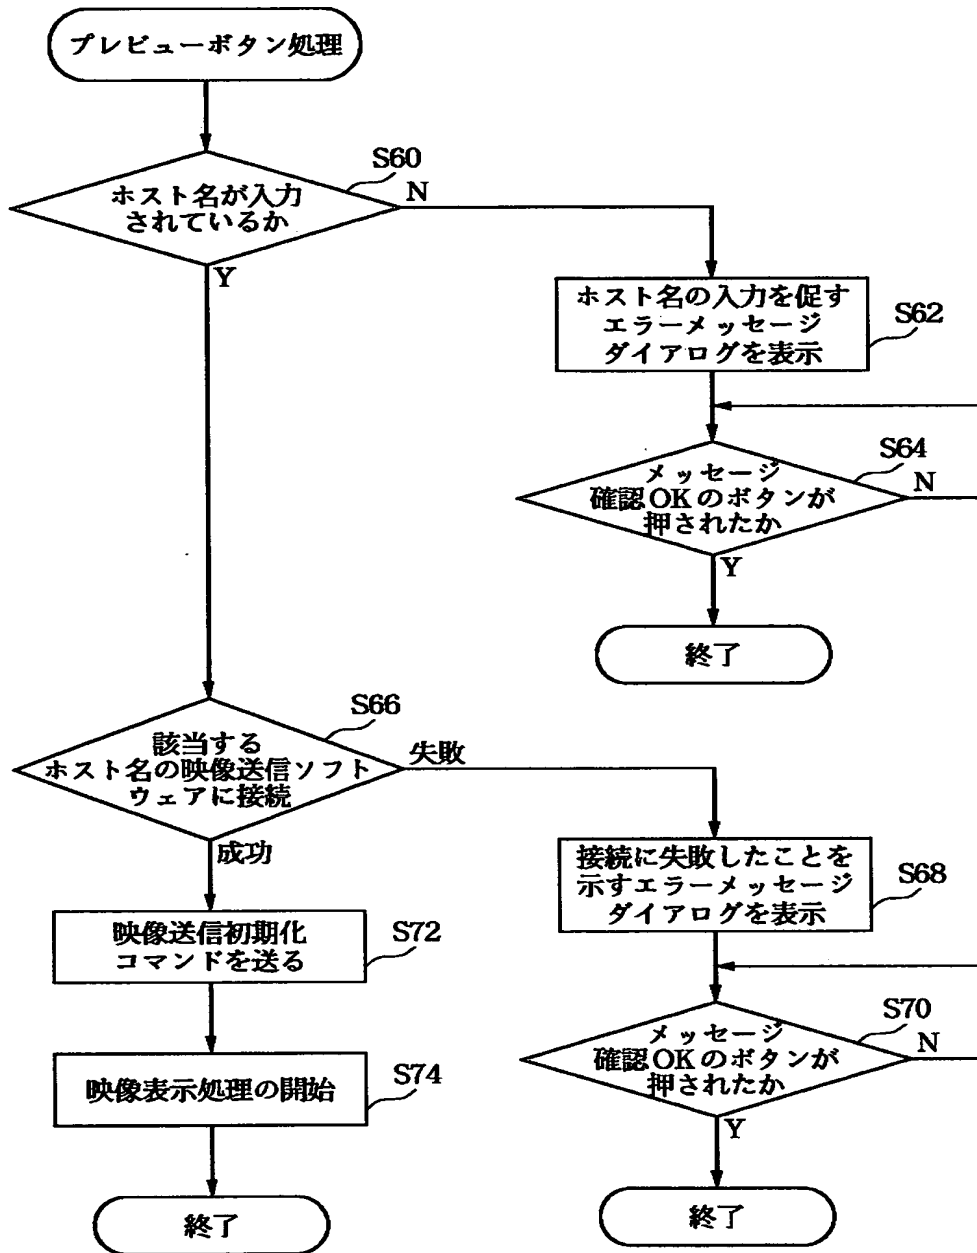 プレビューボタン処理
S60
ホスト名が入力
されているか
N
Y
ホスト名の入力を促す
エラーメッセージ
ダイアログを表示
S62
S64
メッセージ
確認OKのボタンが
押されたか
N
Y
終了
S66
該当する
ホスト名の映像送信ソフト
ウェアに接続
失敗
成功
接続に失敗したことを
示すエラーメッセージ
ダイアログを表示
S68
映像送信初期化
コマンドを送る
S72
S70
メッセージ
確認OKのボタンが
押されたか
N
Y
映像表示処理の開始
S74
終了
終了